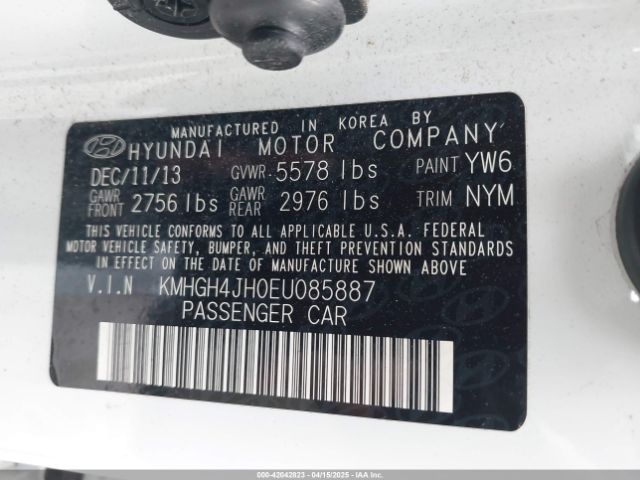 MANUFACTURED IN KOREA BY
HYUNDAI MOTOR COMPANY
DEC/11/13 GVWR 5578 lbs PAINT YW6
GAWR FRONT 2756 lbs GAWR REAR 2976 lbs TRIM NYM
THIS VEHICLE CONFORMS TO ALL APPLICABLE U.S.A. FEDERAL
MOTOR VEHICLE SAFETY, BUMPER, AND THEFT PREVENTION STANDARDS
IN EFFECT ON THE DATE OF MANUFACTURE SHOWN ABOVE
V.I.N KMHGH4JH0EU085887
PASSENGER CAR
000-42042823 - 04/15/2025 - IAAI.COM